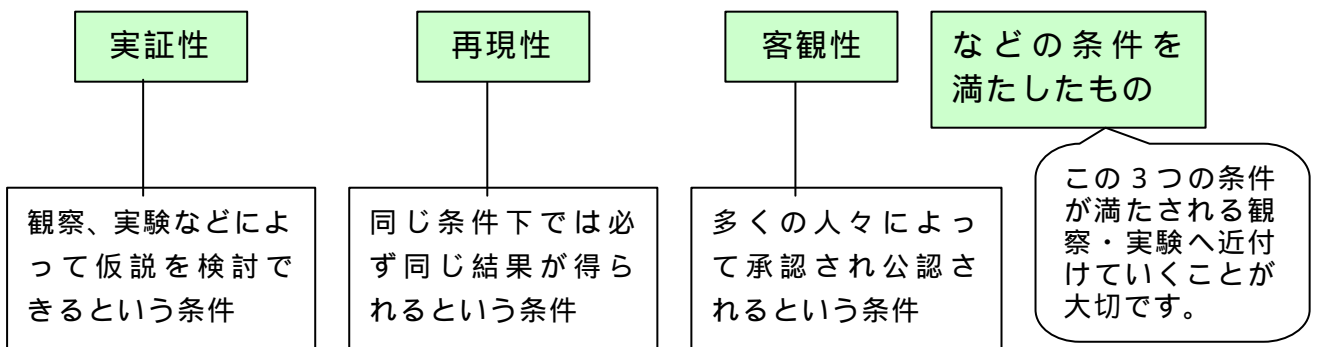 実証性
再現性
客観性
などの条件を
満たしたもの
観察、実験などによ
って仮説を検討で
きるという条件
同じ条件下では必
ず同じ結果が得ら
れるという条件
多くの人々によっ
て承認され公認さ
れるという条件
この３つの条件
が満たされる観
察・実験へ近付
けていくことが
大切です。